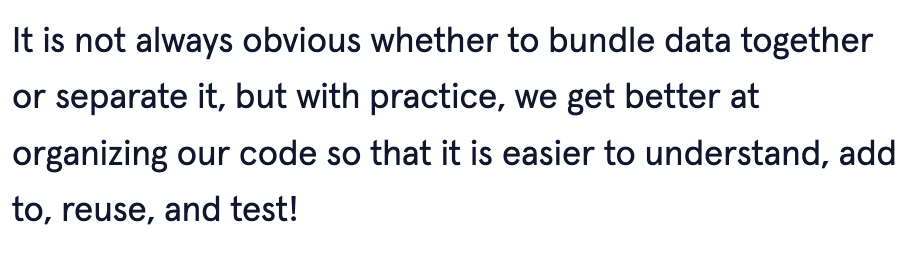 It is not always obvious whether to bundle data together
or separate it, but with practice, we get better at
organizing our code so that it is easier to understand, add
to, reuse, and test!